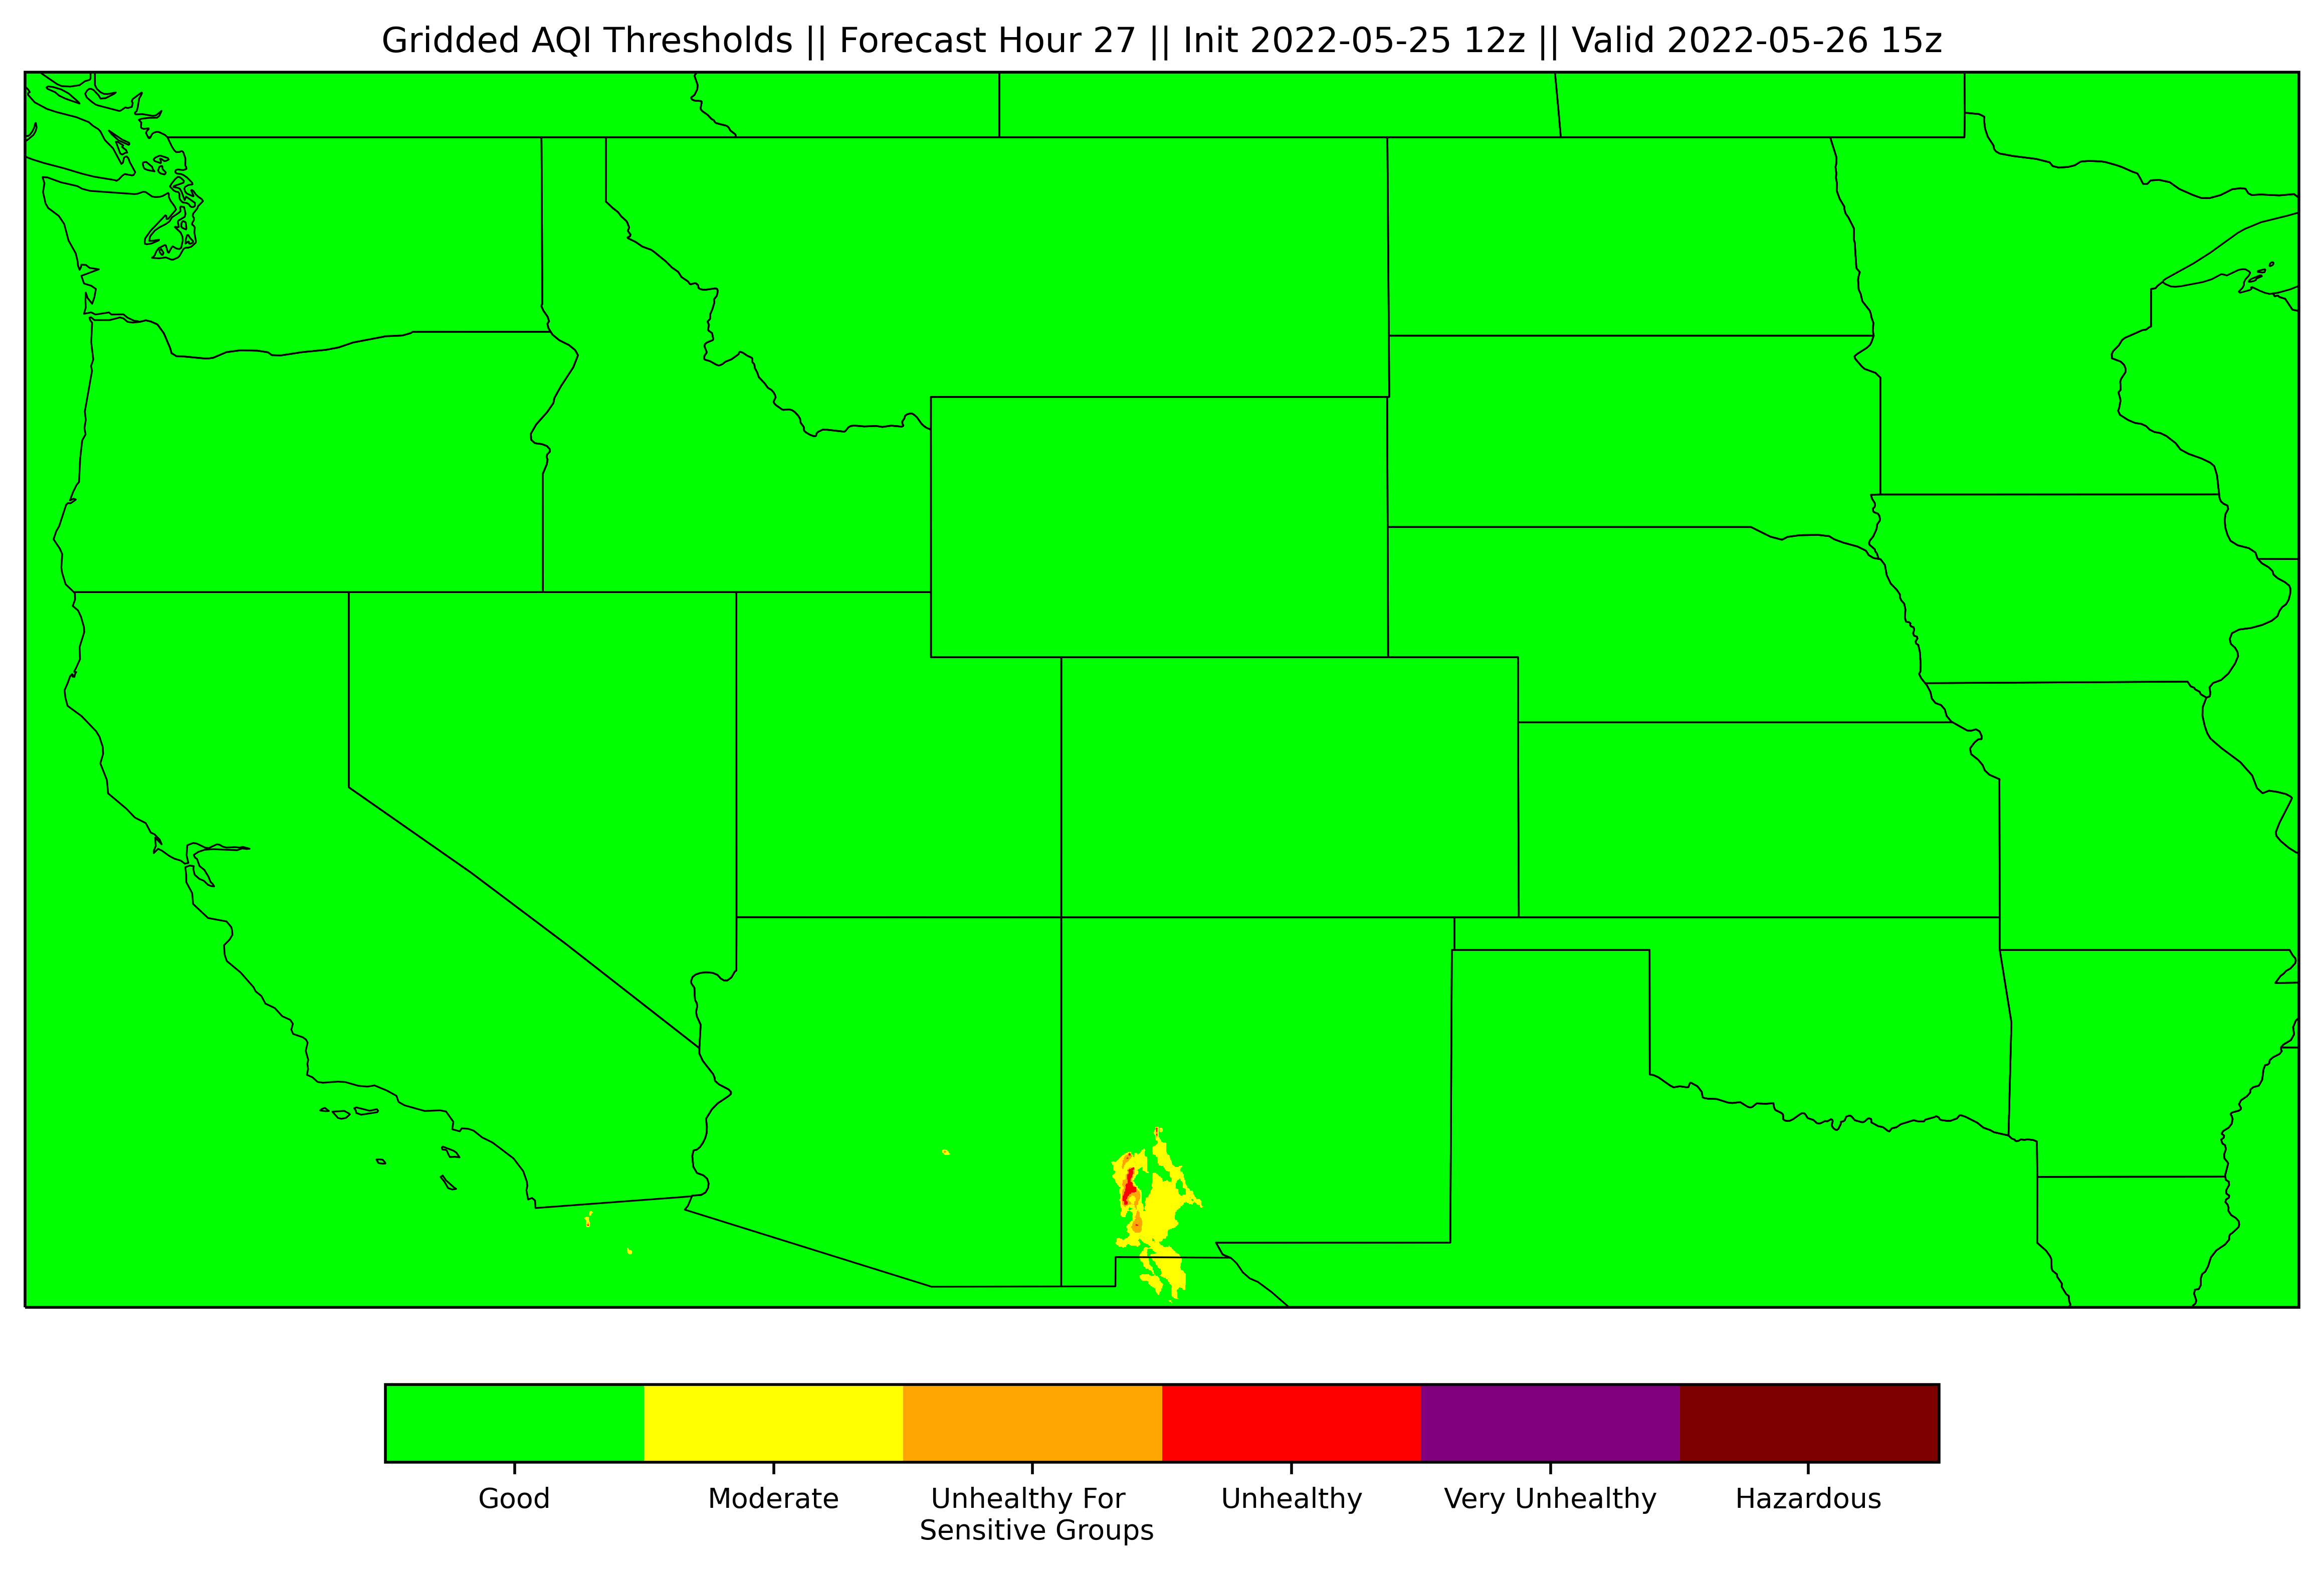 Gridded AQI Thresholds || Forecast Hour 27 || Init 2022-05-25 12z || Valid 2022-05-26 15z
Good
Moderate
Unhealthy For
Sensitive Groups
Unhealthy
Very Unhealthy
Hazardous